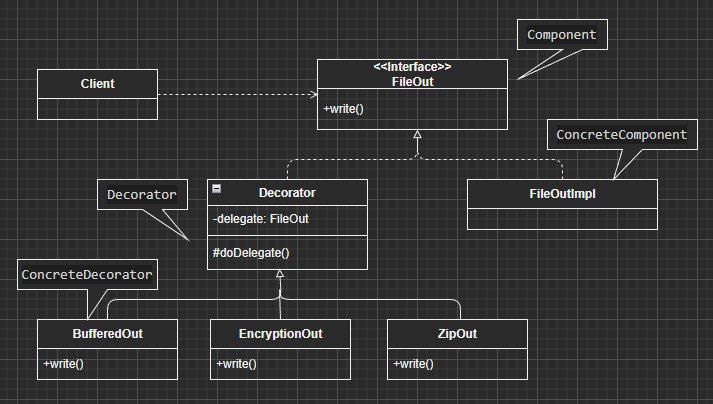 Component
<<Interface>>
FileOut
+write()
Client
ConcreteComponent
Decorator
Decorator
-delegate: FileOut
#doDelegate()
FileOutImpl
ConcreteDecorator
BufferedOut
+write()
EncryptionOut
+write()
ZipOut
+write()